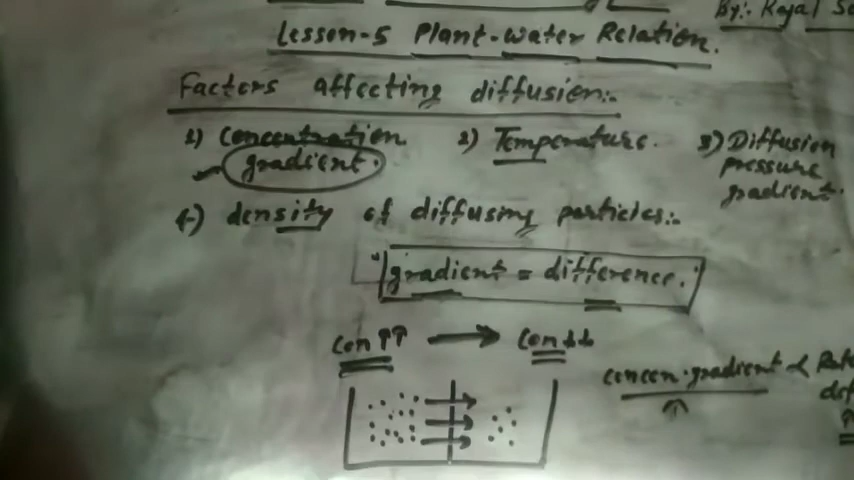 By:- Rajal
Lesson-5 Plant-water Relation.
Factors affecting diffusion:-
1) Concentration gradient.
2) Temperature.
3) Diffusion pressure gradient.
4) density of diffusing particles:-
"gradient = difference."
Con ↑↑ → Con ↓↓
concen. gradient ∝ Rate
↑